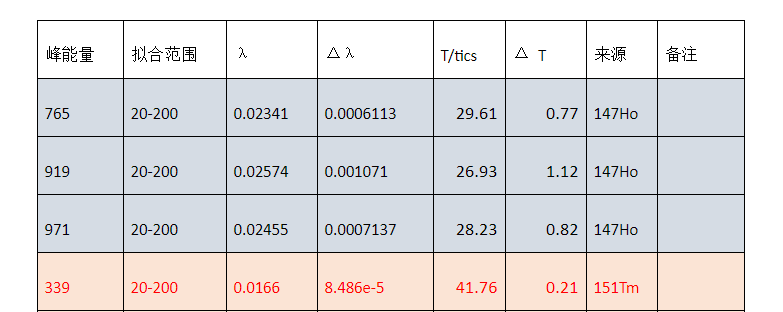 峰能量 拟合范围 λ △λ T/tics △ T 来源 备注
765 20-200 0.02341 0.0006113 29.61 0.77 147Ho
919 20-200 0.02574 0.001071 26.93 1.12 147Ho
971 20-200 0.02455 0.0007137 28.23 0.82 147Ho
339 20-200 0.0166 8.486e-5 41.76 0.21 151Tm